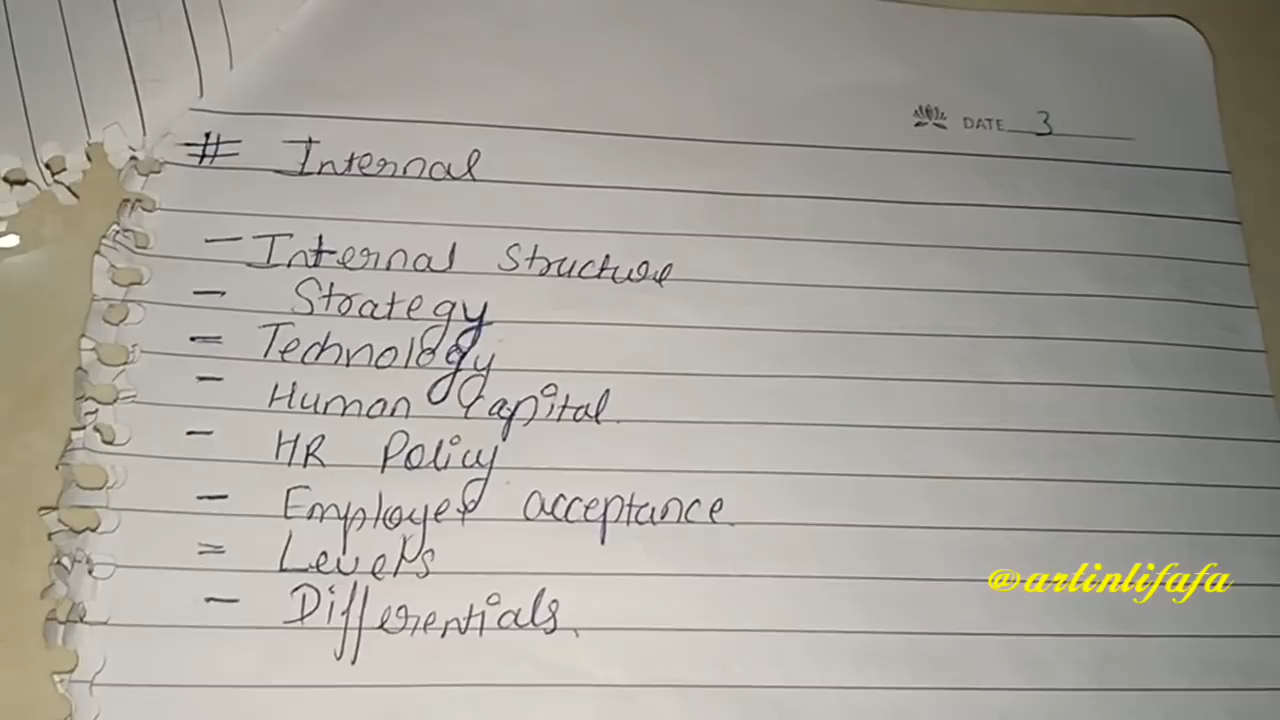 DATE 3
# Internal
- Internal Structure
- Strategy
= Technology
- Human Capital
- HR Policy
- Employee acceptance
= Levels
- Differentials.
@artinlifafa